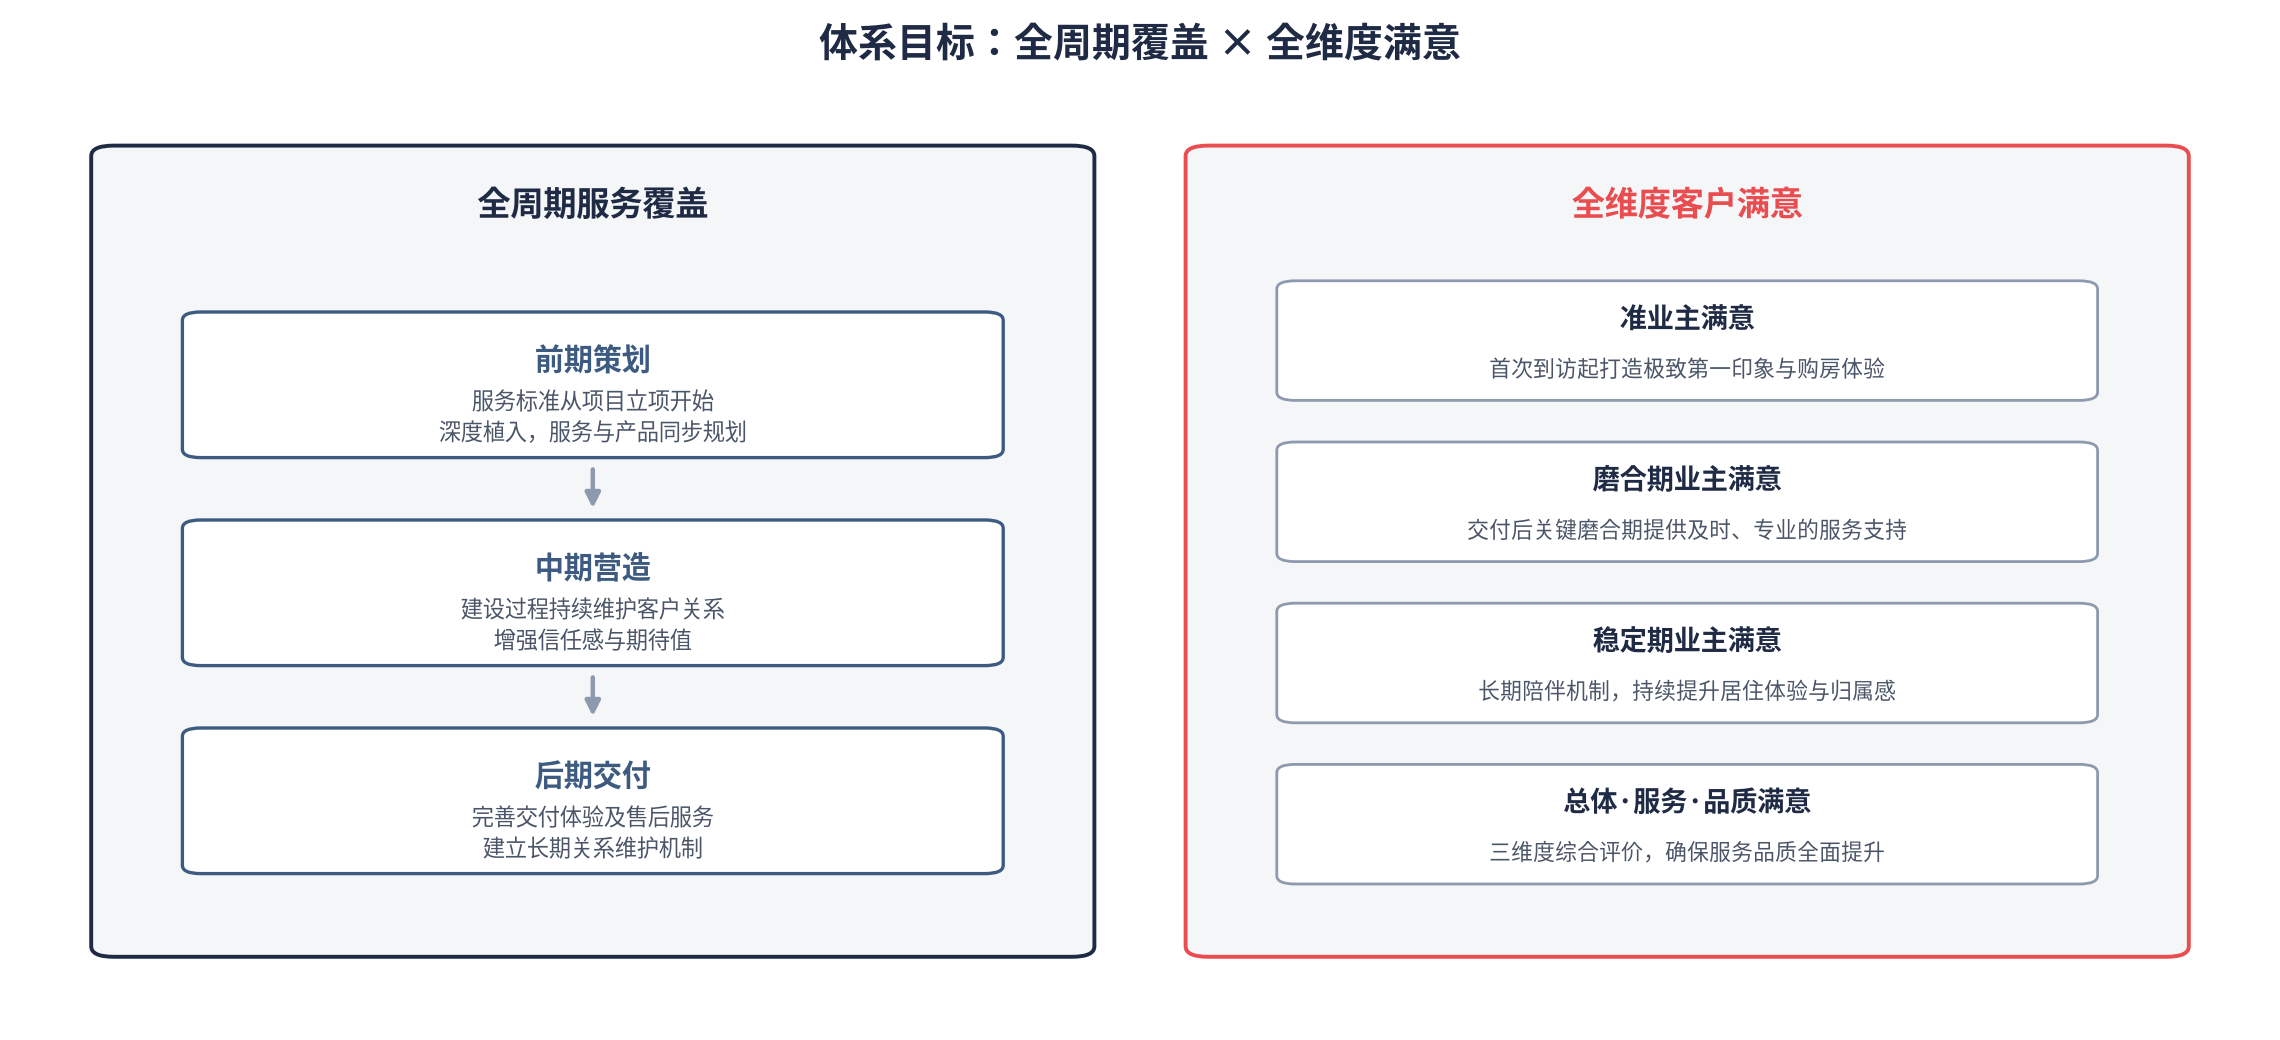 体系目标：全周期覆盖 × 全维度满意
全周期服务覆盖
前期策划
服务标准从项目立项开始
深度植入，服务与产品同步规划
中期营造
建设过程持续维护客户关系
增强信任感与期待值
后期交付
完善交付体验及售后服务
建立长期关系维护机制
全维度客户满意
准业主满意
首次到访起打造极致第一印象与购房体验
磨合期业主满意
交付后关键磨合期提供及时、专业的服务支持
稳定期业主满意
长期陪伴机制，持续提升居住体验与归属感
总体·服务·品质满意
三维度综合评价，确保服务品质全面提升